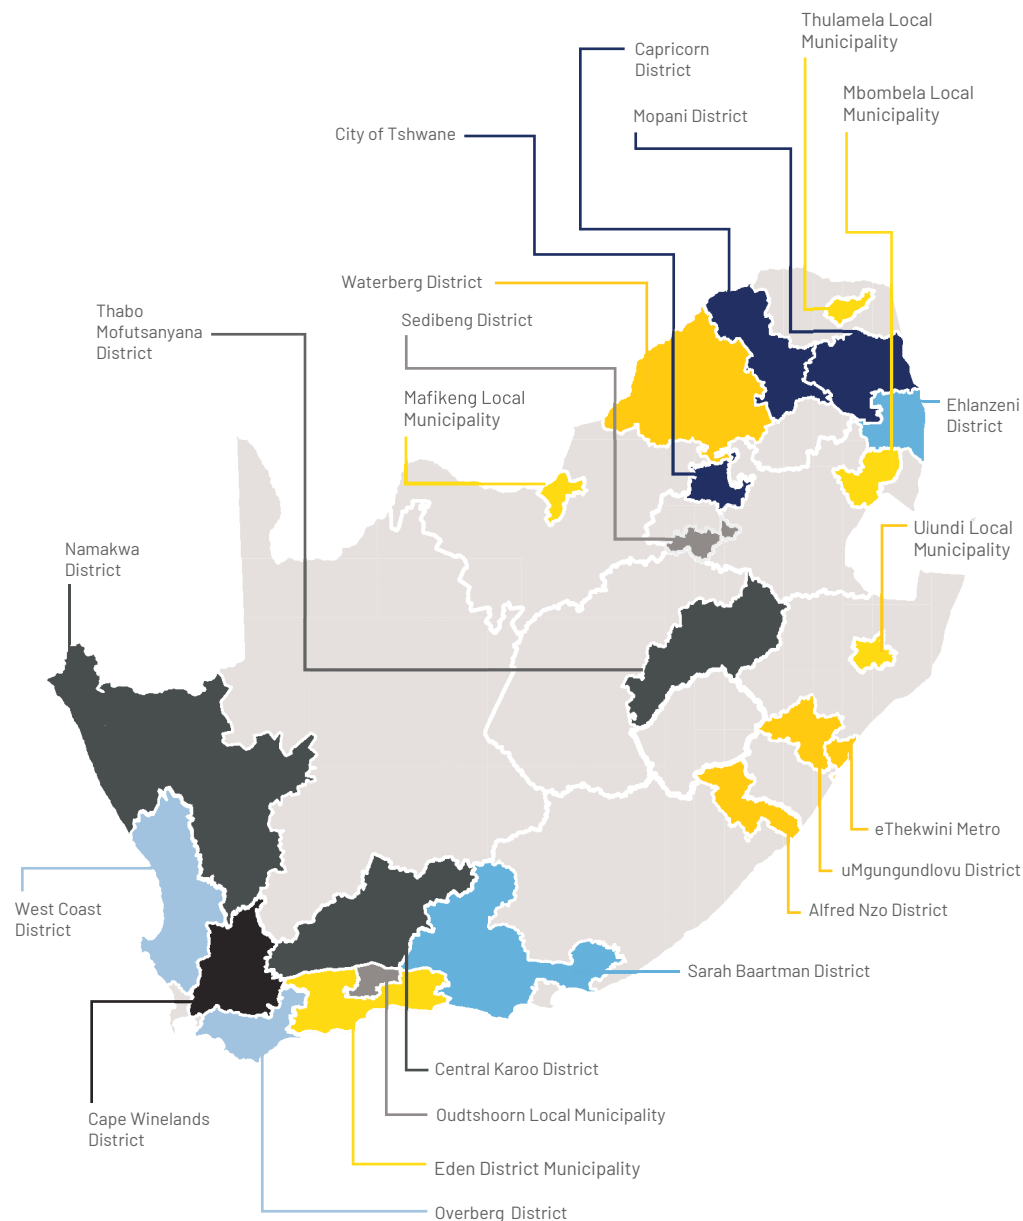 Thulamela Local
Municipality
Capricorn
District
Mbombela Local
Municipality
Mopani District
City of Tshwane
Waterberg District
Thabo
Mofutsanyana
District
Sedibeng District
Mafikeng Local
Municipality
Ehlanzeni
District
Ulundi Local
Municipality
Namakwa
District
eThekwini Metro
uMgungundlovu District
West Coast
District
Alfred Nzo District
Sarah Baartman District
Central Karoo District
Cape Winelands
District
Oudtshoorn Local Municipality
Eden District Municipality
Overberg District